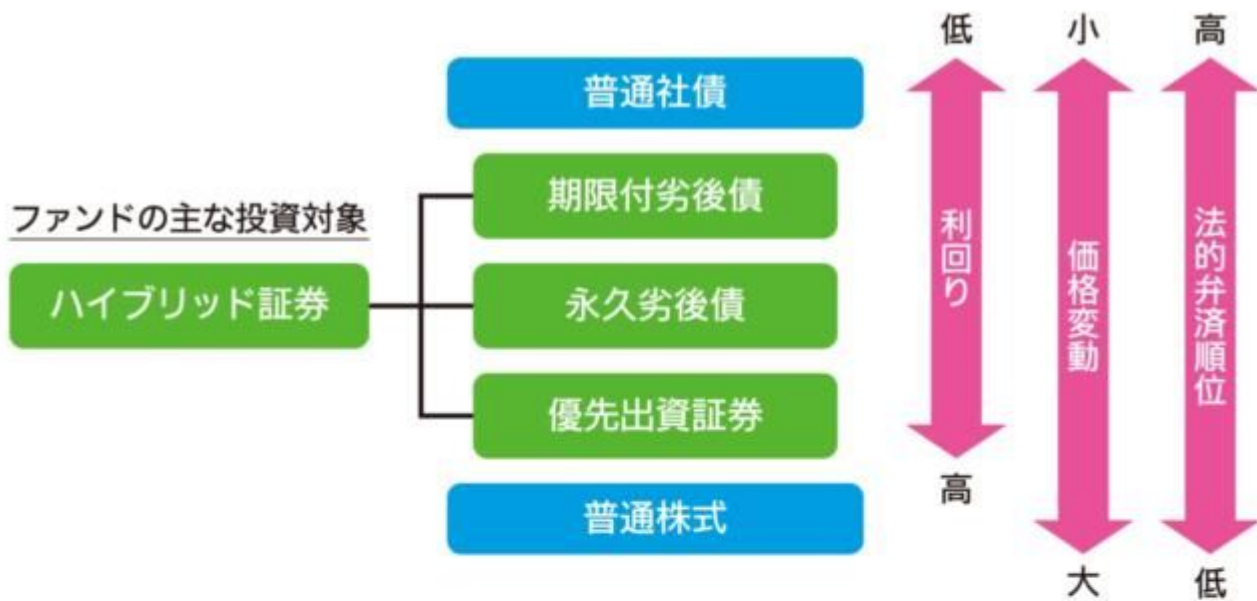 低 小 高
普通社債
期限付劣後債
ファンドの主な投資対象
ハイブリッド証券
永久劣後債
優先出資証券
普通株式
利回り
価格変動
法的弁済順位
高
大 低